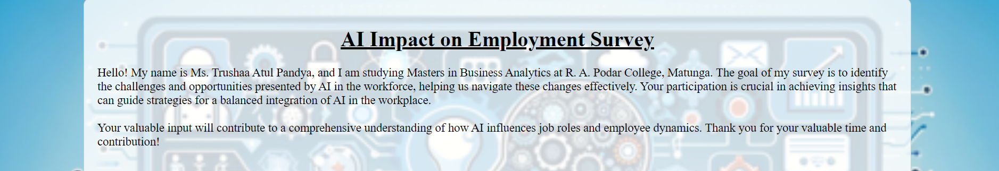 AI Impact on Employment Survey
Hello! My name is Ms. Trushaa Atul Pandya, and I am studying Masters in Business Analytics at R. A. Podar College, Matunga. The goal of my survey is to identify
the challenges and opportunities presented by AI in the workforce, helping us navigate these changes effectively. Your participation is crucial in achieving insights that
can guide strategies for a balanced integration of AI in the workplace.
Your valuable input will contribute to a comprehensive understanding of how AI influences job roles and employee dynamics. Thank you for your valuable time and
contribution!